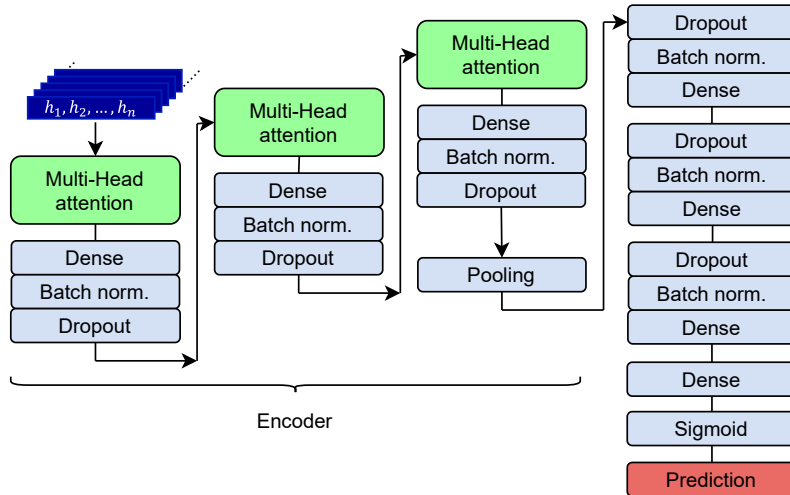 h₁, h₂, ..., hₙ
Multi-Head
attention
Dense
Batch norm.
Dropout
Multi-Head
attention
Dense
Batch norm.
Dropout
Multi-Head
attention
Dense
Batch norm.
Dropout
Pooling
Encoder
Dropout
Batch norm.
Dense
Dropout
Batch norm.
Dense
Dropout
Batch norm.
Dense
Dense
Sigmoid
Prediction